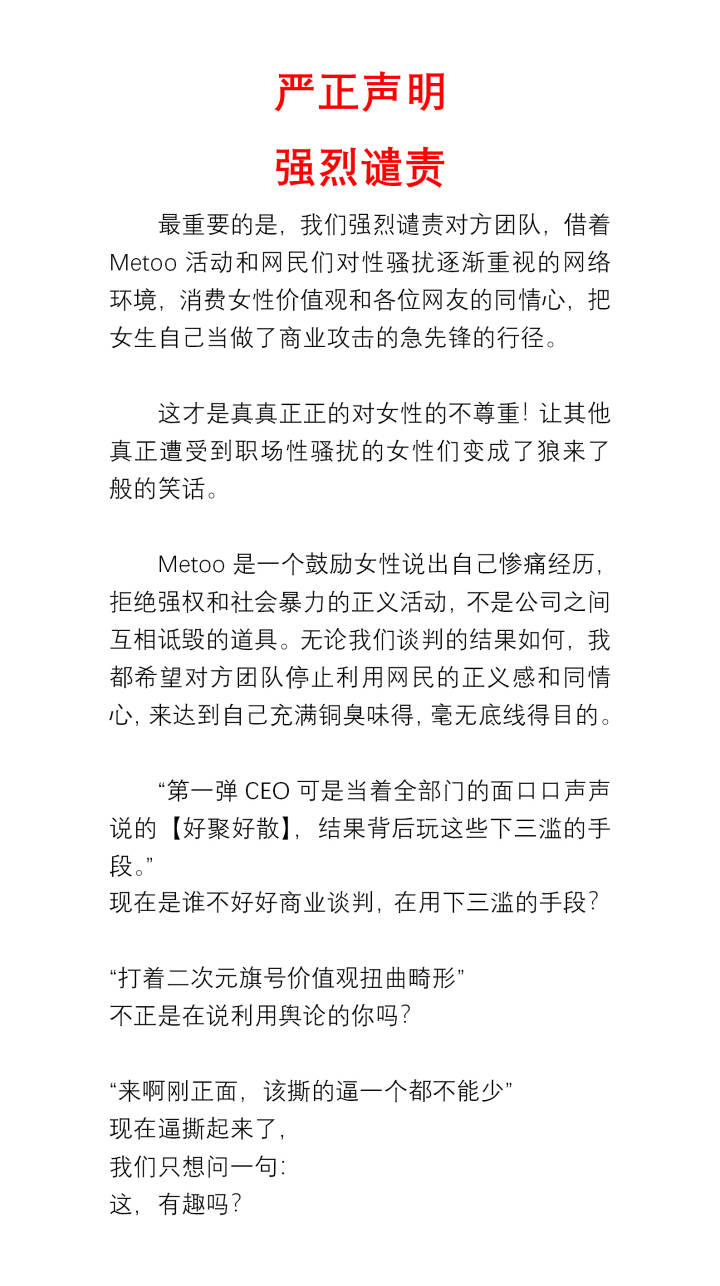 严正声明
强烈谴责
最重要的是，我们强烈谴责对方团队，借着
Metoo 活动和网民们对性骚扰逐渐重视的网络
环境，消费女性价值观和各位网友的同情心，把
女生自己当做了商业攻击的急先锋的行径。
这才是真真正正的对女性的不尊重！让其他
真正遭受到职场性骚扰的女性们变成了狼来了
般的笑话。
Metoo 是一个鼓励女性说出自己惨痛经历，
拒绝强权和社会暴力的正义活动，不是公司之间
互相诋毁的道具。无论我们谈判的结果如何，我
都希望对方团队停止利用网民的正义感和同情
心，来达到自己充满铜臭味得，毫无底线得目的。
“第一弹 CEO 可是当着全部门的面口口声声
说的【好聚好散】，结果背后玩这些下三滥的手
段。”
现在是谁不好好商业谈判，在用下三滥的手段？
“打着二次元旗号价值观扭曲畸形”
不正是在说利用舆论的你吗？
“来啊刚正面，该撕的逼一个都不能少”
现在逼撕起来了，
我们只想问一句：
这，有趣吗？